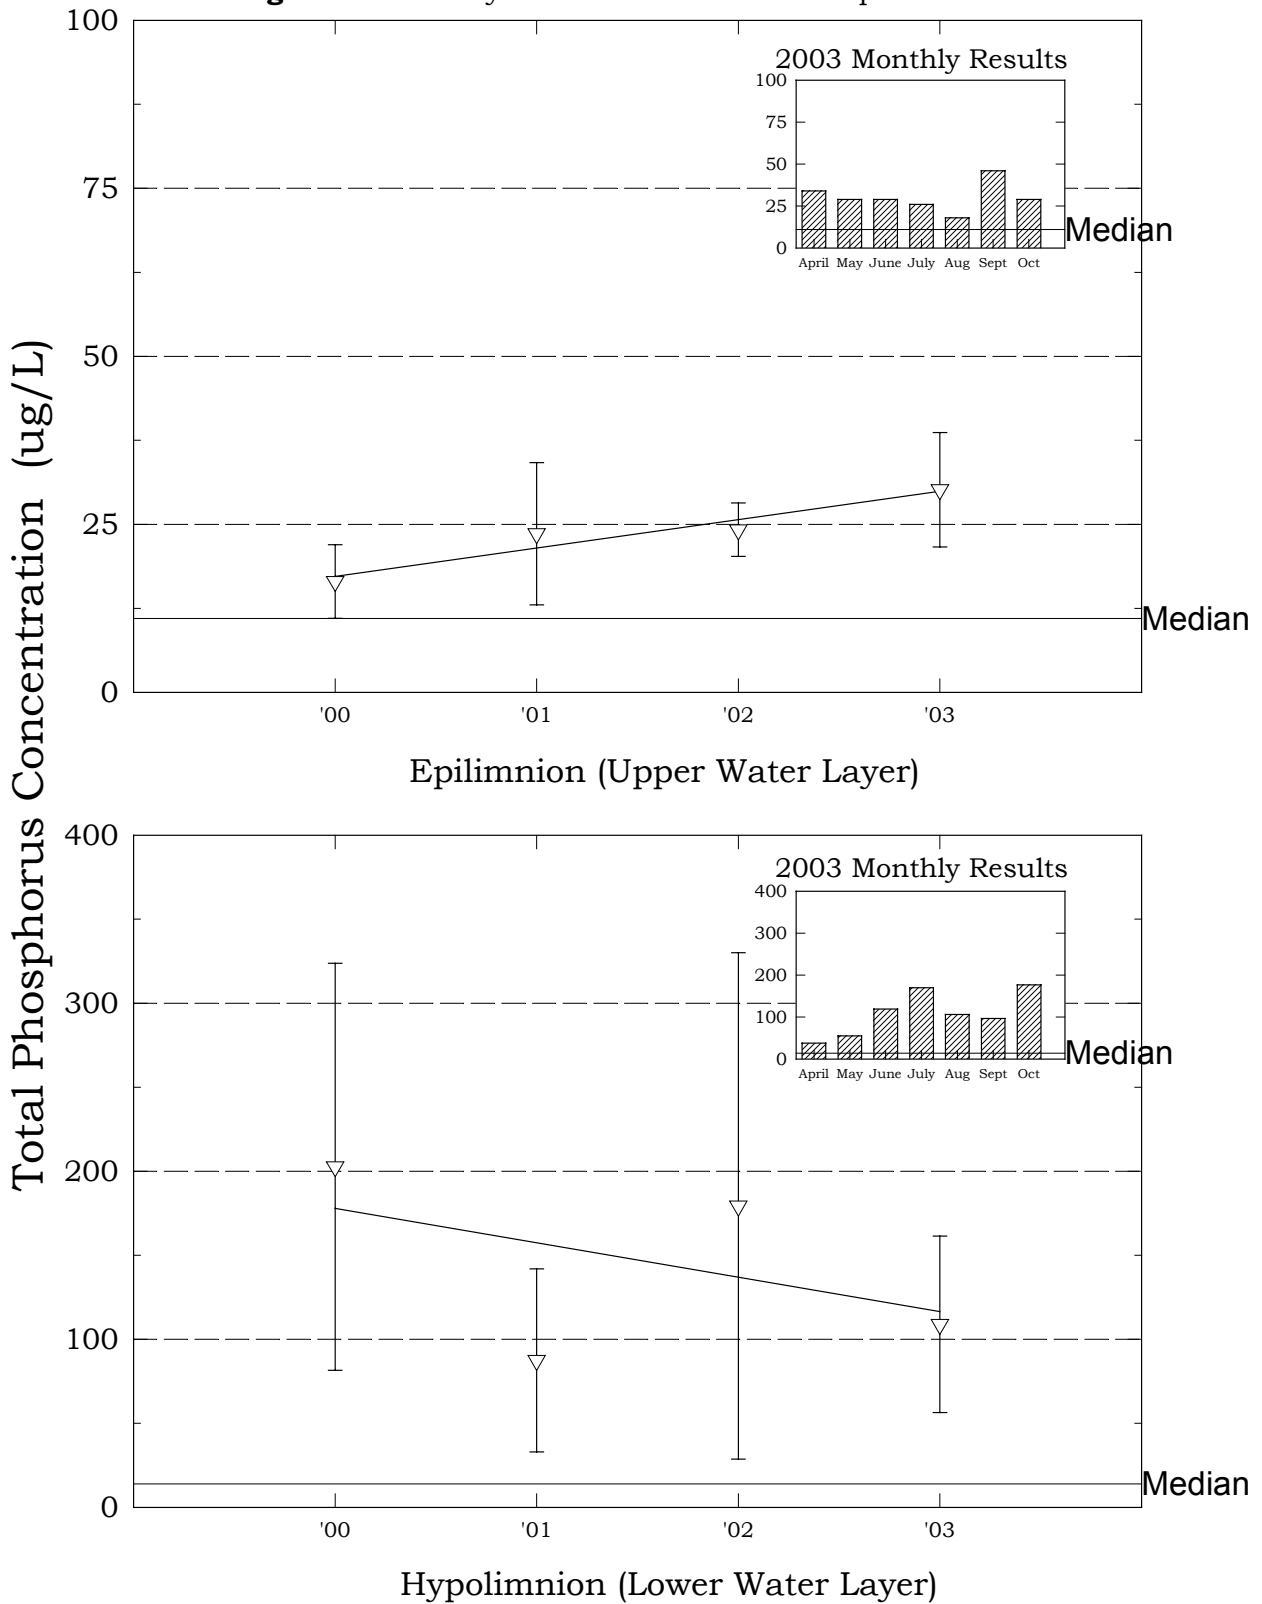 100
75
50
25
0
2003 Monthly Results
100
75
50
25
0
Median
April May June July Aug Sept Oct
Median
'00 '01 '02 '03
Epilimnion (Upper Water Layer)
Total Phosphorus Concentration (ug/L)
400
300
200
100
0
2003 Monthly Results
400
300
200
100
0
Median
April May June July Aug Sept Oct
Median
'00 '01 '02 '03
Hypolimnion (Lower Water Layer)